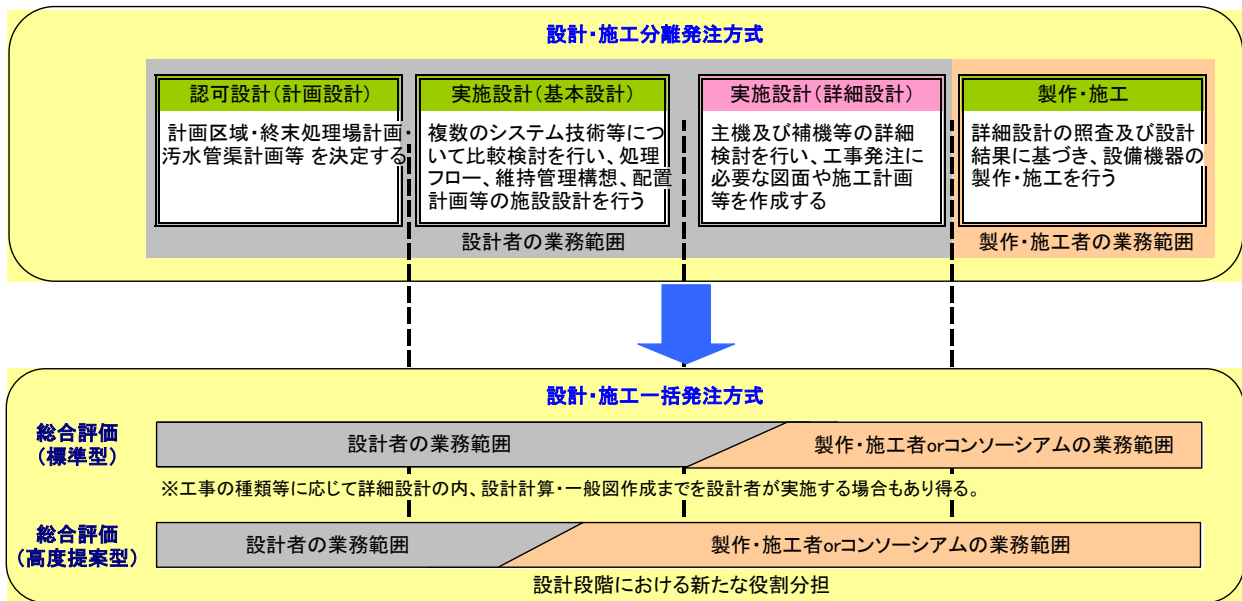 設計・施工分離発注方式
認可設計（計画設計）
計画区域・終末処理場計画・
汚水管渠計画等 を決定する
実施設計（基本設計）
複数のシステム技術等につ
いて比較検討を行い、処理
フロー、維持管理構想、配置
計画等の施設設計を行う
実施設計（詳細設計）
主機及び補機等の詳細
検討を行い、工事発注に
必要な図面や施工計画
等を作成する
製作・施工
詳細設計の照査及び設計
結果に基づき、設備機器の
製作・施工を行う
設計者の業務範囲
製作・施工者の業務範囲
設計・施工一括発注方式
総合評価
（標準型）
設計者の業務範囲
製作・施工者orコンソーシアムの業務範囲
※工事の種類等に応じて詳細設計の内、設計計算・一般図作成までを設計者が実施する場合もあり得る。
総合評価
（高度提案型）
設計者の業務範囲
製作・施工者orコンソーシアムの業務範囲
設計段階における新たな役割分担